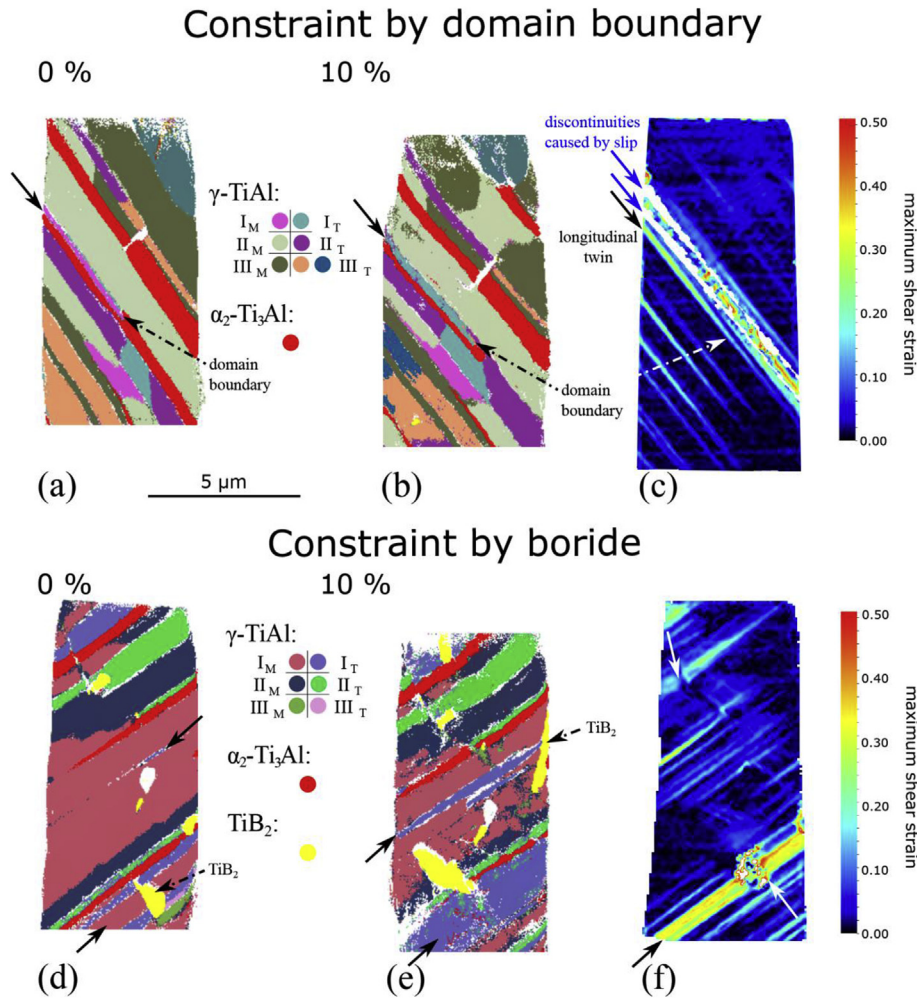 Constraint by domain boundary
0 %
10 %
γ-TiAl:
I M
I T
II M
II T
III M
III T
α2-Ti3Al:
domain
boundary
domain
boundary
discontinuities
caused by slip
longitudinal
twin
0.50
0.40
0.30
0.20
0.10
0.00
maximum shear strain
(a)
5 µm
(b)
(c)
Constraint by boride
0 %
10 %
γ-TiAl:
I M
I T
II M
II T
III M
III T
α2-Ti3Al:
TiB2:
TiB2
TiB2
0.50
0.40
0.30
0.20
0.10
0.00
maximum shear strain
(d)
(e)
(f)